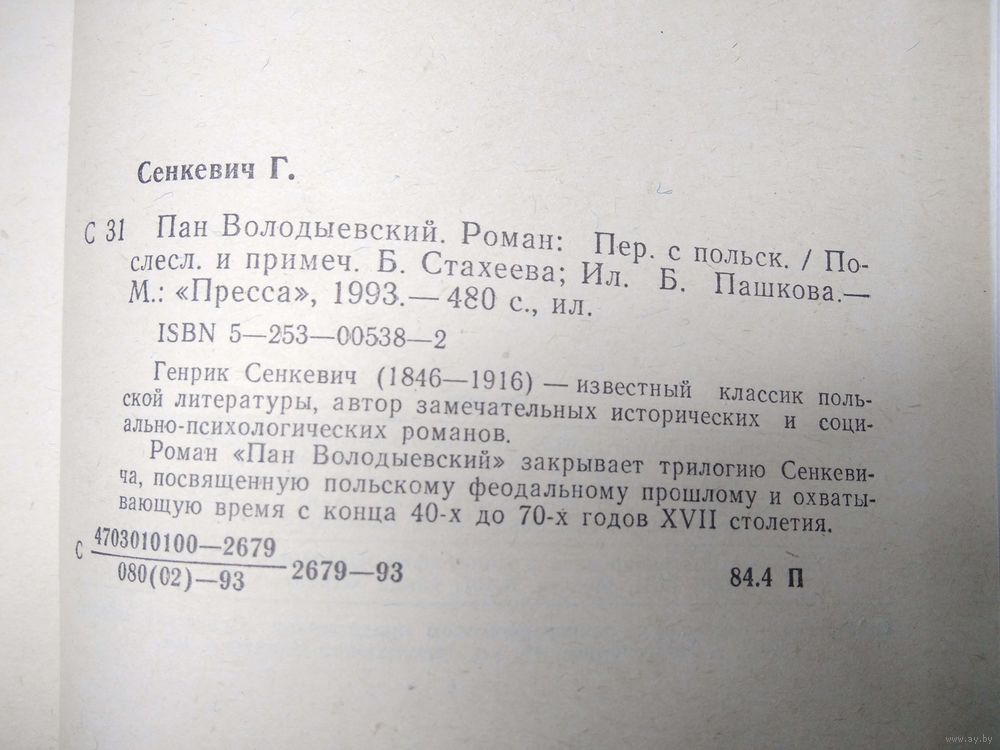 Сенкевич Г.
С 31 Пан Володыевский. Роман: Пер. с польск. / По-
слесл. и примеч. Б. Стахеева; Ил. Б. Пашкова.—
М.: «Пресса», 1993.—480 с., ил.
ISBN 5—253—00538—2
Генрик Сенкевич (1846—1916) — известный классик поль-
ской литературы, автор замечательных исторических и соци-
ально-психологических романов.
Роман «Пан Володыевский» закрывает трилогию Сенкеви-
ча, посвященную польскому феодальному прошлому и охваты-
вающую время с конца 40-х до 70-х годов XVII столетия.
С 4703010100—2679
080(02)—93 2679—93 84.4 П
www.ay.by